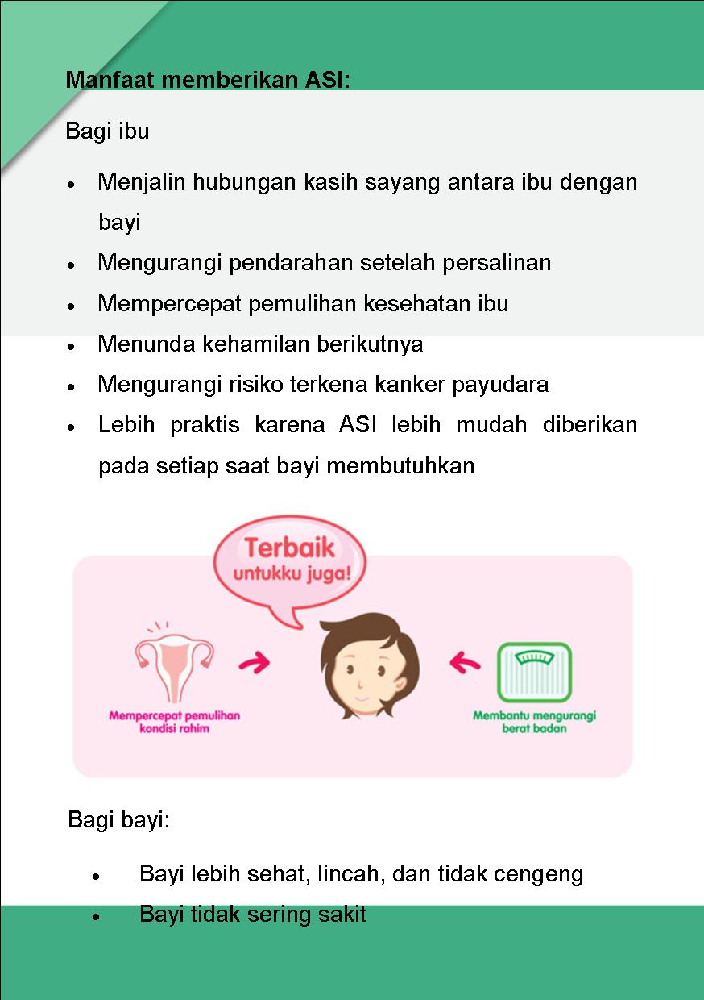 Manfaat memberikan ASI:
Bagi ibu
• Menjalin hubungan kasih sayang antara ibu dengan
bayi
• Mengurangi pendarahan setelah persalinan
• Mempercepat pemulihan kesehatan ibu
• Menunda kehamilan berikutnya
• Mengurangi risiko terkena kanker payudara
• Lebih praktis karena ASI lebih mudah diberikan
pada setiap saat bayi membutuhkan
Terbaik
untukku juga!
Mempercepat pemulihan
kondisi rahim
Membantu mengurangi
berat badan
Bagi bayi:
• Bayi lebih sehat, lincah, dan tidak cengeng
• Bayi tidak sering sakit